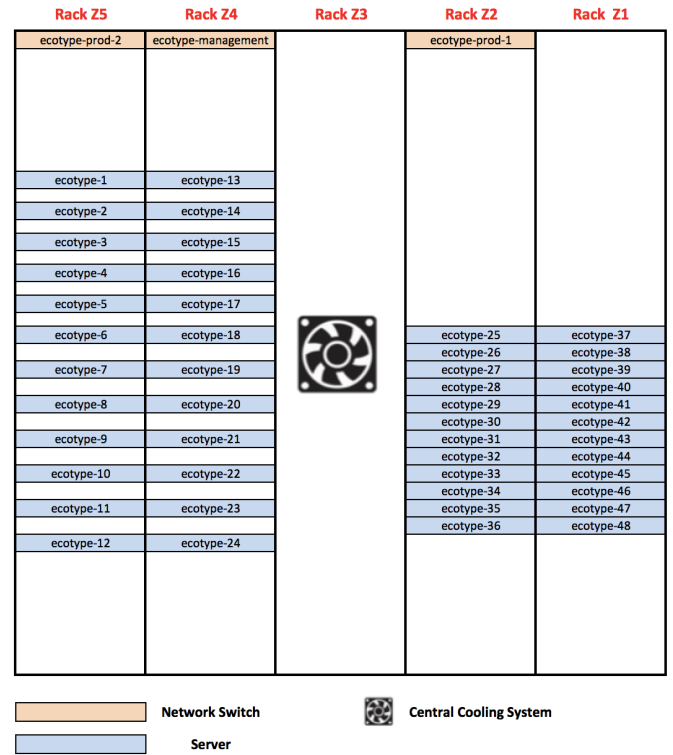 Rack Z5 Rack Z4 Rack Z3 Rack Z2 Rack Z1
ecotype-prod-2 ecotype-management ecotype-prod-1
ecotype-1 ecotype-13
ecotype-2 ecotype-14
ecotype-3 ecotype-15
ecotype-4 ecotype-16
ecotype-5 ecotype-17
ecotype-6 ecotype-18 ecotype-25 ecotype-37
ecotype-26 ecotype-38
ecotype-7 ecotype-19 ecotype-27 ecotype-39
ecotype-28 ecotype-40
ecotype-8 ecotype-20 ecotype-29 ecotype-41
ecotype-30 ecotype-42
ecotype-9 ecotype-21 ecotype-31 ecotype-43
ecotype-32 ecotype-44
ecotype-10 ecotype-22 ecotype-33 ecotype-45
ecotype-34 ecotype-46
ecotype-11 ecotype-23 ecotype-35 ecotype-47
ecotype-36 ecotype-48
ecotype-12 ecotype-24
Network Switch Central Cooling System
Server